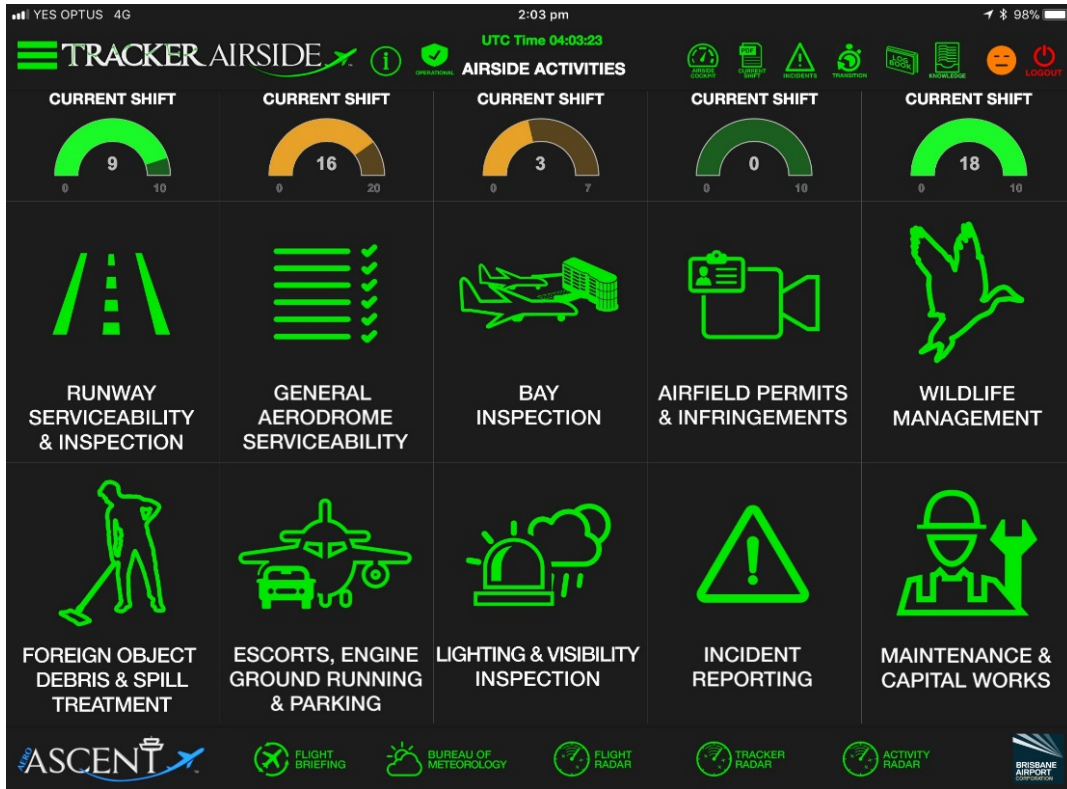 YES OPTUS 4G
2:03 pm
98%
TRACKER AIRSIDE
OPERATIONAL
UTC Time 04:03:23
AIRSIDE ACTIVITIES
AIRSIDE COCKPIT
PDF
CURRENT SHIFT
INCIDENTS
TRANSITION
LOG BOOK
KNOWLEDGE
LOGOUT
CURRENT SHIFT
9
0 10
CURRENT SHIFT
16
0 20
CURRENT SHIFT
3
0 7
CURRENT SHIFT
0
0 10
CURRENT SHIFT
18
0 10
RUNWAY
SERVICEABILITY
& INSPECTION
GENERAL
AERODROME
SERVICEABILITY
BAY
INSPECTION
AIRFIELD PERMITS
& INFRINGEMENTS
WILDLIFE
MANAGEMENT
FOREIGN OBJECT
DEBRIS & SPILL
TREATMENT
ESCORTS, ENGINE
GROUND RUNNING
& PARKING
LIGHTING & VISIBILITY
INSPECTION
INCIDENT
REPORTING
MAINTENANCE &
CAPITAL WORKS
AERO
ASCENT
FLIGHT
BRIEFING
BUREAU OF
METEOROLOGY
FLIGHT
RADAR
TRACKER
RADAR
ACTIVITY
RADAR
BRISBANE
AIRPORT
CORPORATION